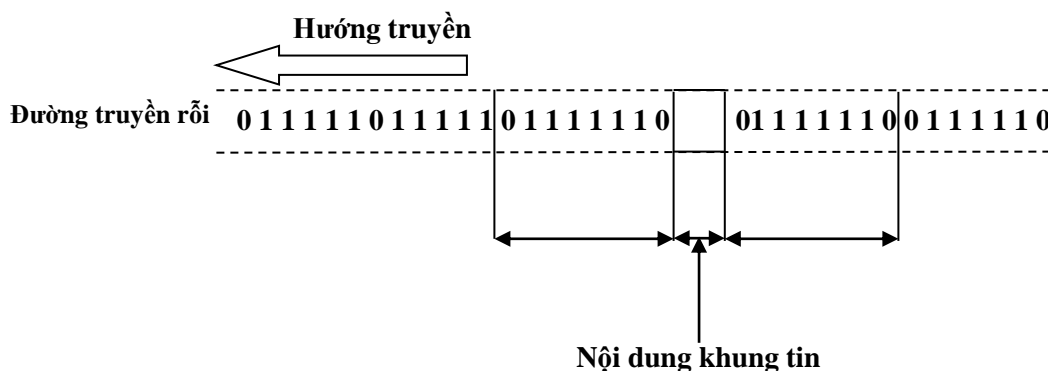 Hướng truyền
Đường truyền rỗi 0 1 1 1 1 1 0 1 1 1 1 1 0 1 1 1 1 1 1 0 01 1 1 1 1 1 0 0 1 1 1 1 1 0
Nội dung khung tin